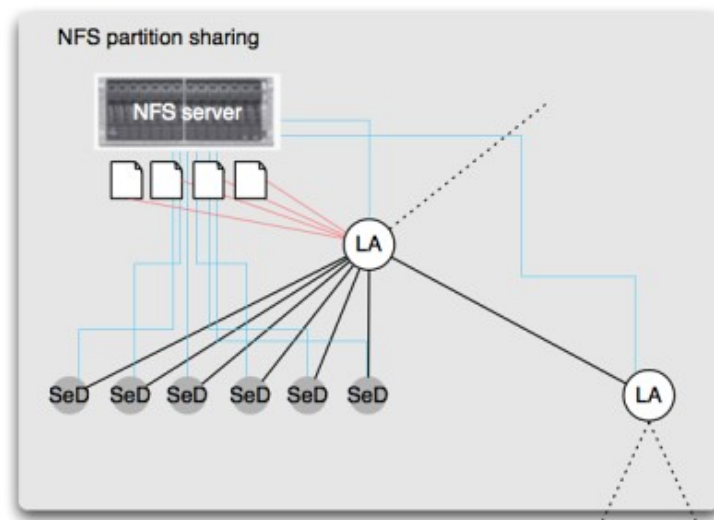 NFS partition sharing
NFS server
LA
SeD SeD SeD SeD SeD SeD
LA